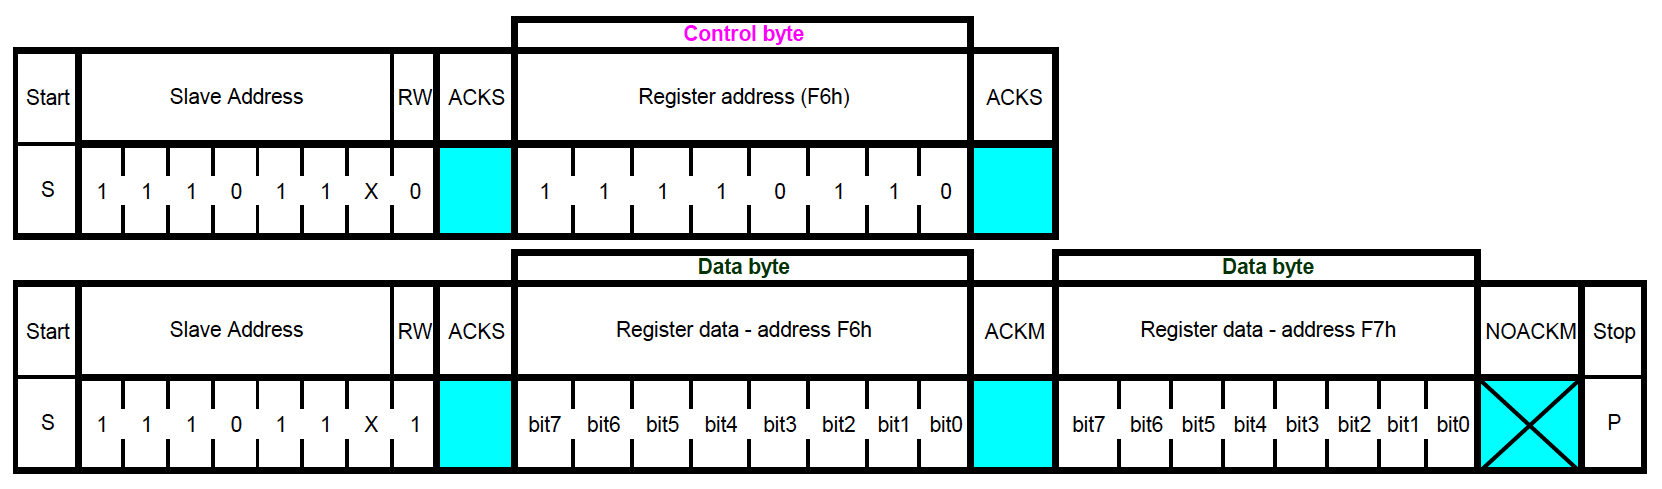 Control byte
Start Slave Address RW ACKS Register address (F6h) ACKS
S 1 1 1 0 1 1 X 0 1 1 1 1 0 1 1 0
Data byte Data byte
Start Slave Address RW ACKS Register data - address F6h ACKM Register data - address F7h NOACKM Stop
S 1 1 1 0 1 1 X 1 bit7 bit6 bit5 bit4 bit3 bit2 bit1 bit0 bit7 bit6 bit5 bit4 bit3 bit2 bit1 bit0 P